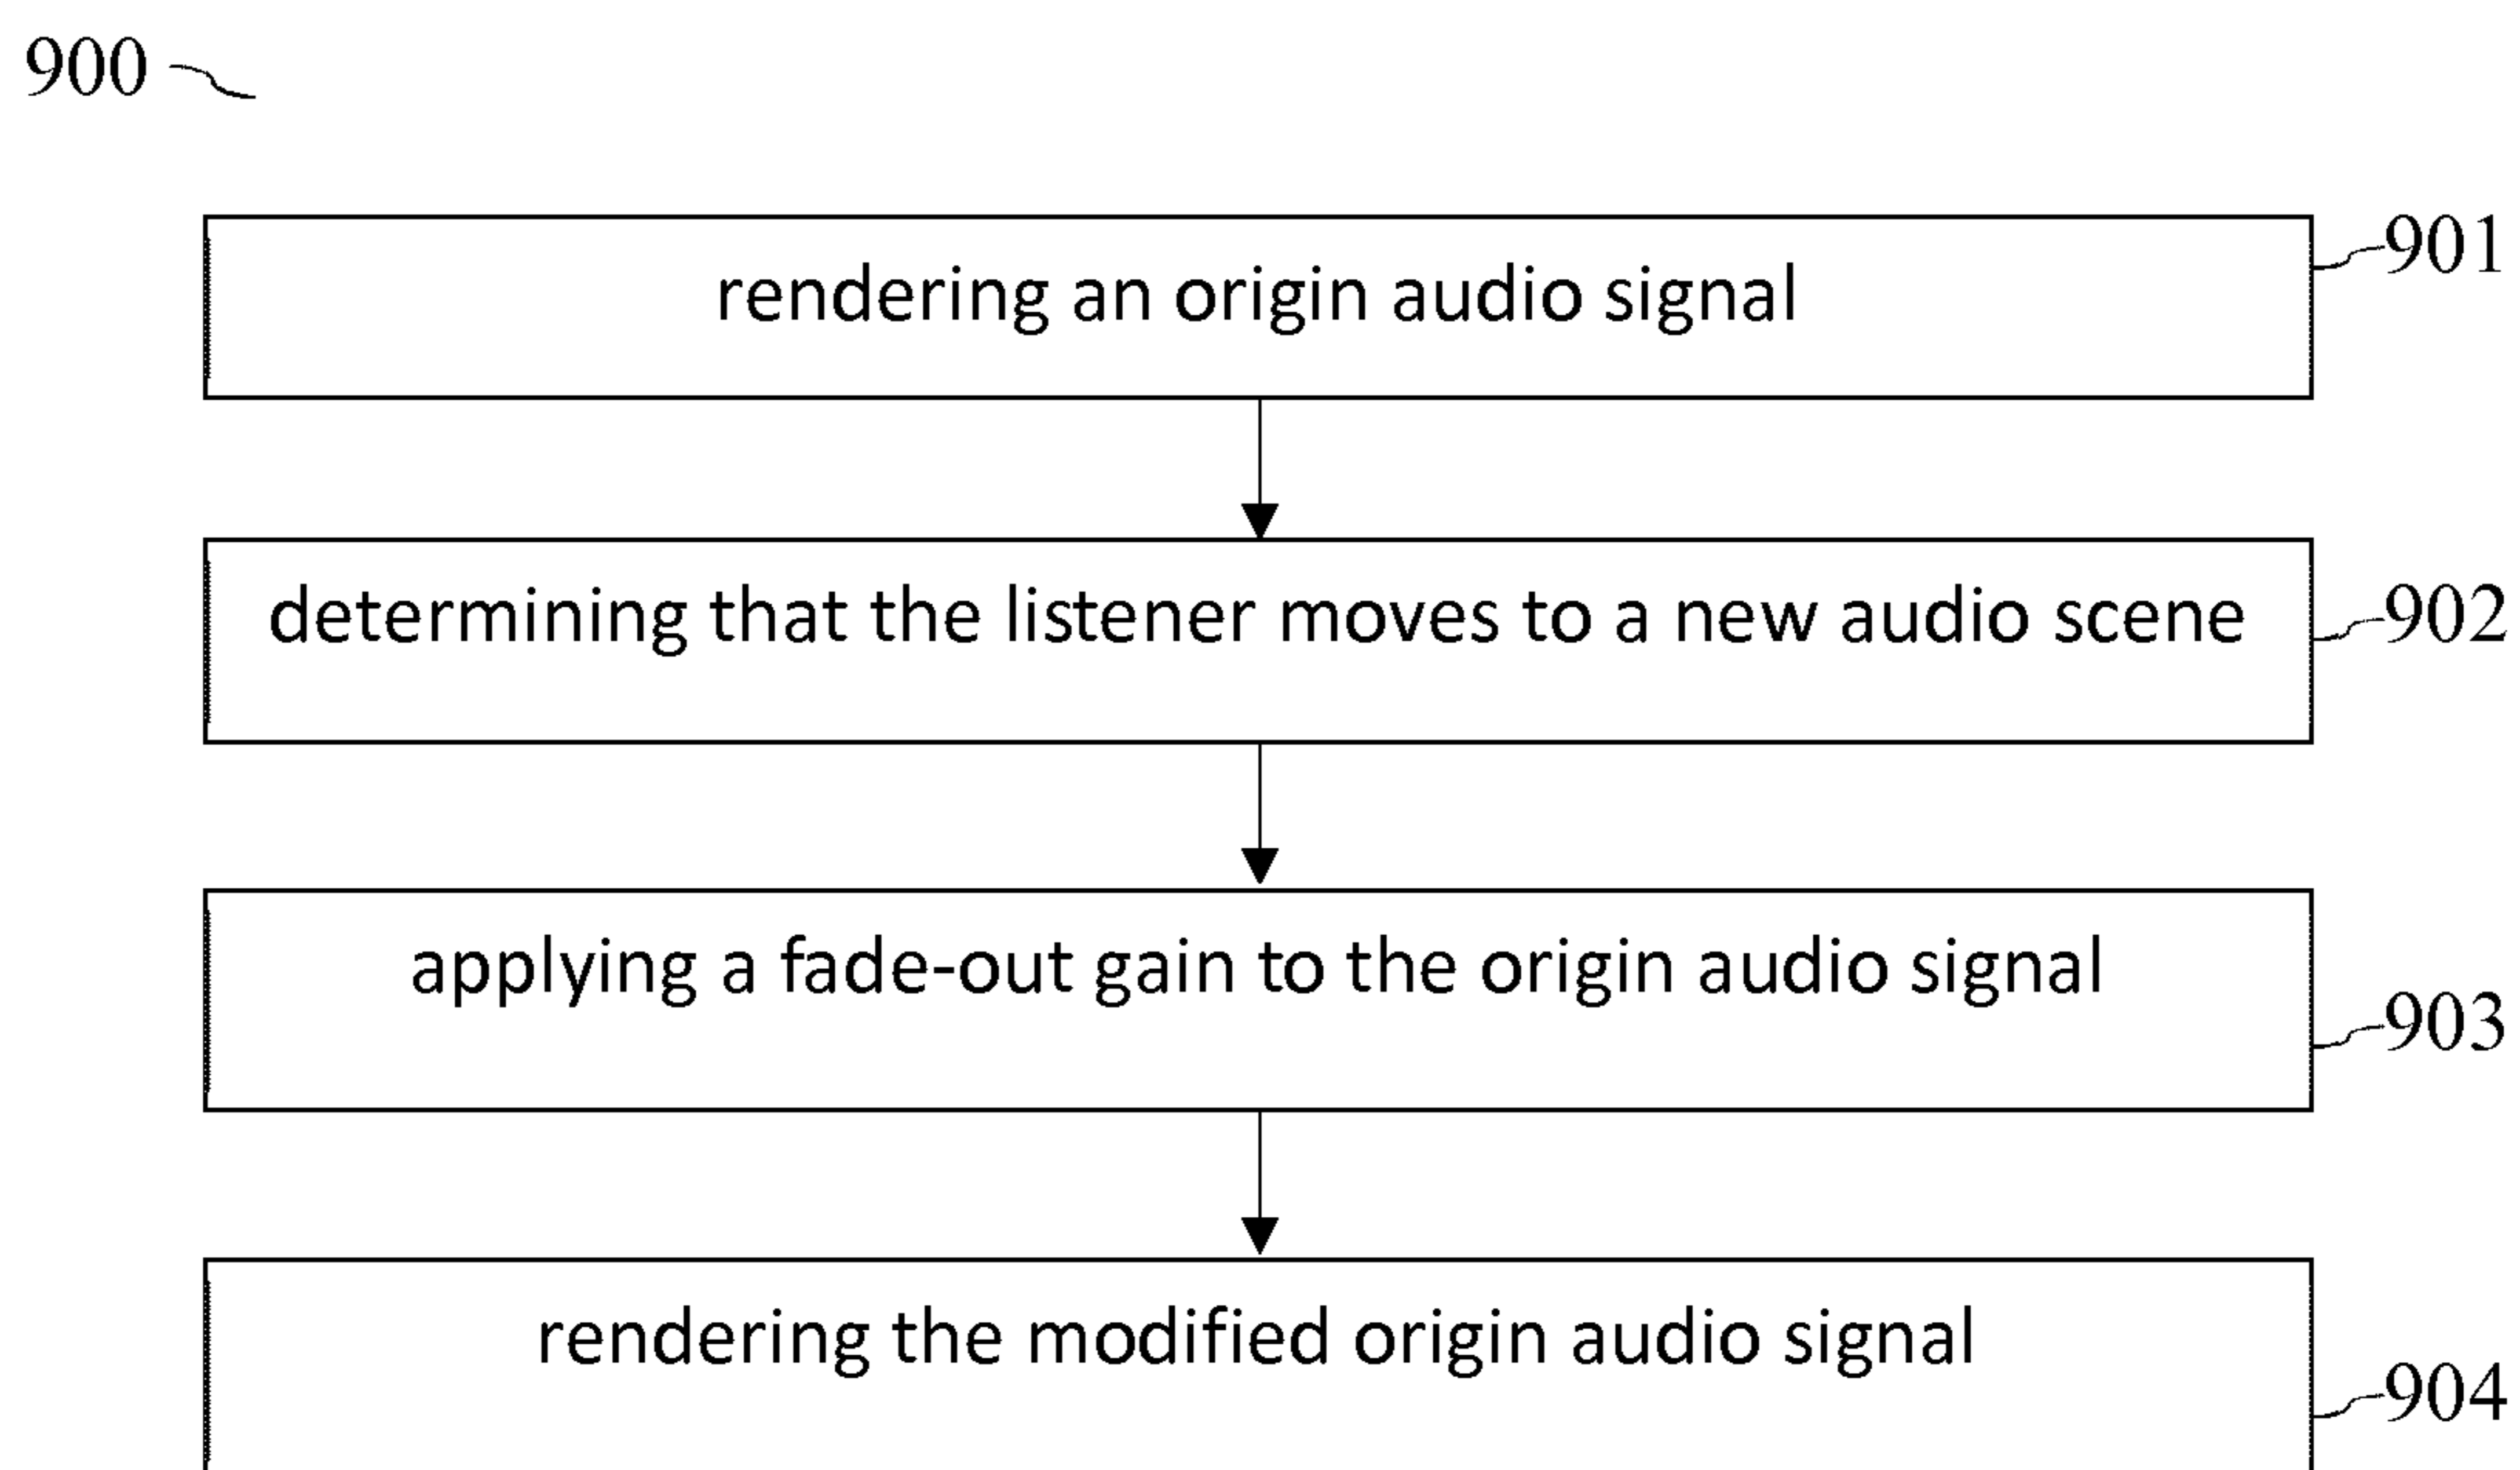 900
rendering an origin audio signal
901
determining that the listener moves to a new audio scene
902
applying a fade-out gain to the origin audio signal
903
rendering the modified origin audio signal
904